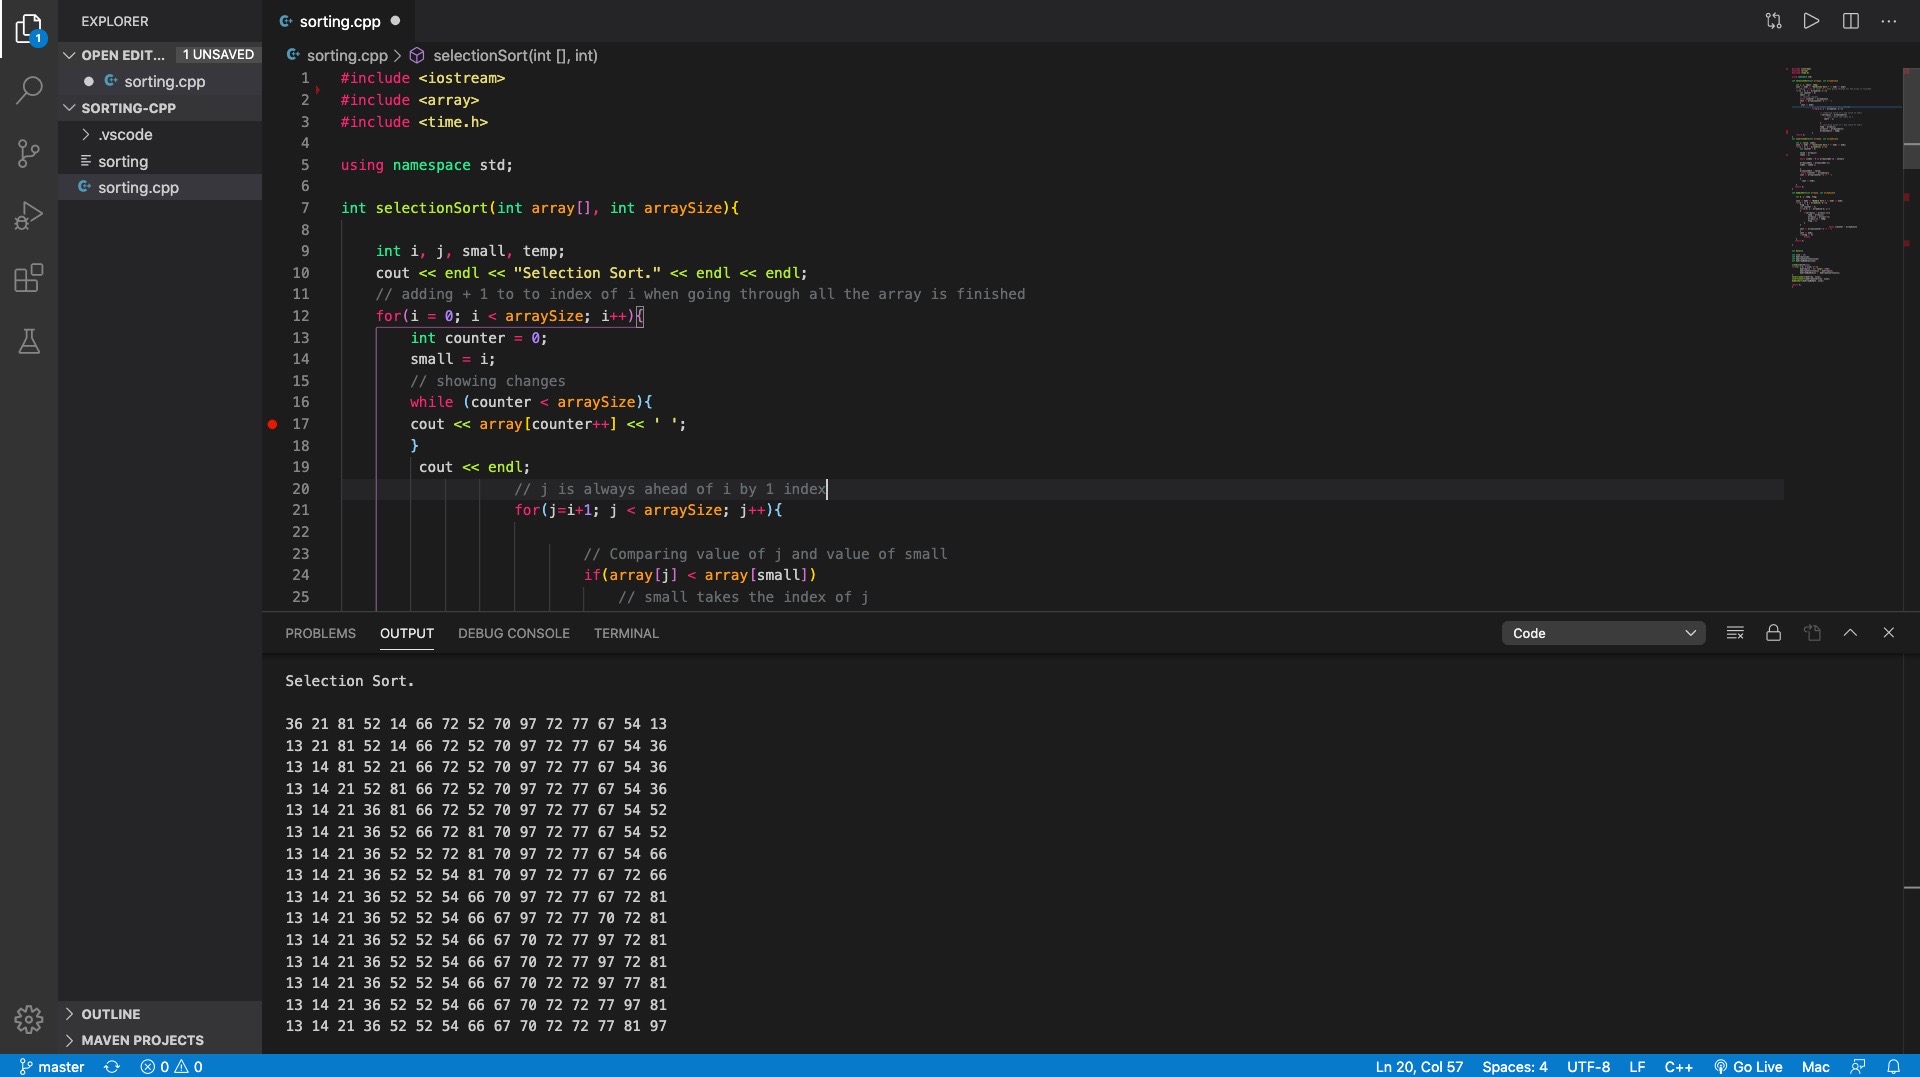 EXPLORER
OPEN EDIT... 1 UNSAVED
sorting.cpp
SORTING-CPP
.vscode
sorting
sorting.cpp
OUTLINE
MAVEN PROJECTS
1
sorting.cpp
sorting.cpp > selectionSort(int [], int)
1 #include <iostream>
2 #include <array>
3 #include <time.h>
4
5 using namespace std;
6
7 int selectionSort(int array[], int arraySize){
8
9 int i, j, small, temp;
10 cout << endl << "Selection Sort." << endl << endl;
11 // adding + 1 to to index of i when going through all the array is finished
12 for(i = 0; i < arraySize; i++){
13 int counter = 0;
14 small = i;
15 // showing changes
16 while (counter < arraySize){
17 cout << array[counter++] << ' ';
18 }
19 cout << endl;
20 // j is always ahead of i by 1 index
21 for(j=i+1; j < arraySize; j++){
22
23 // Comparing value of j and value of small
24 if(array[j] < array[small])
25 // small takes the index of j
PROBLEMS OUTPUT DEBUG CONSOLE TERMINAL
Code
Selection Sort.
36 21 81 52 14 66 72 52 70 97 72 77 67 54 13
13 21 81 52 14 66 72 52 70 97 72 77 67 54 36
13 14 81 52 21 66 72 52 70 97 72 77 67 54 36
13 14 21 52 81 66 72 52 70 97 72 77 67 54 36
13 14 21 36 81 66 72 52 70 97 72 77 67 54 52
13 14 21 36 52 66 72 81 70 97 72 77 67 54 52
13 14 21 36 52 52 72 81 70 97 72 77 67 54 66
13 14 21 36 52 52 54 81 70 97 72 77 67 72 66
13 14 21 36 52 52 54 66 70 97 72 77 67 72 81
13 14 21 36 52 52 54 66 67 97 72 77 70 72 81
13 14 21 36 52 52 54 66 67 70 72 77 97 72 81
13 14 21 36 52 52 54 66 67 70 72 77 97 72 81
13 14 21 36 52 52 54 66 67 70 72 72 97 77 81
13 14 21 36 52 52 54 66 67 70 72 72 77 97 81
13 14 21 36 52 52 54 66 67 70 72 72 77 81 97
master 0 0 Ln 20, Col 57 Spaces: 4 UTF-8 LF C++ Go Live Mac